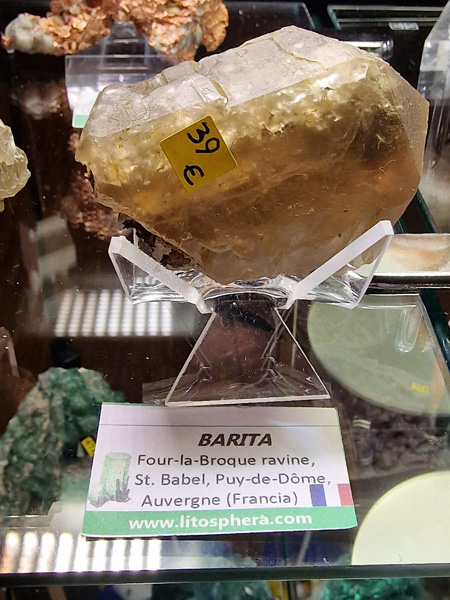 39
€
BARITA
Four-la-Broque ravine,
St. Babel, Puy-de-Dôme,
Auvergne (Francia)
www.litosphera.com